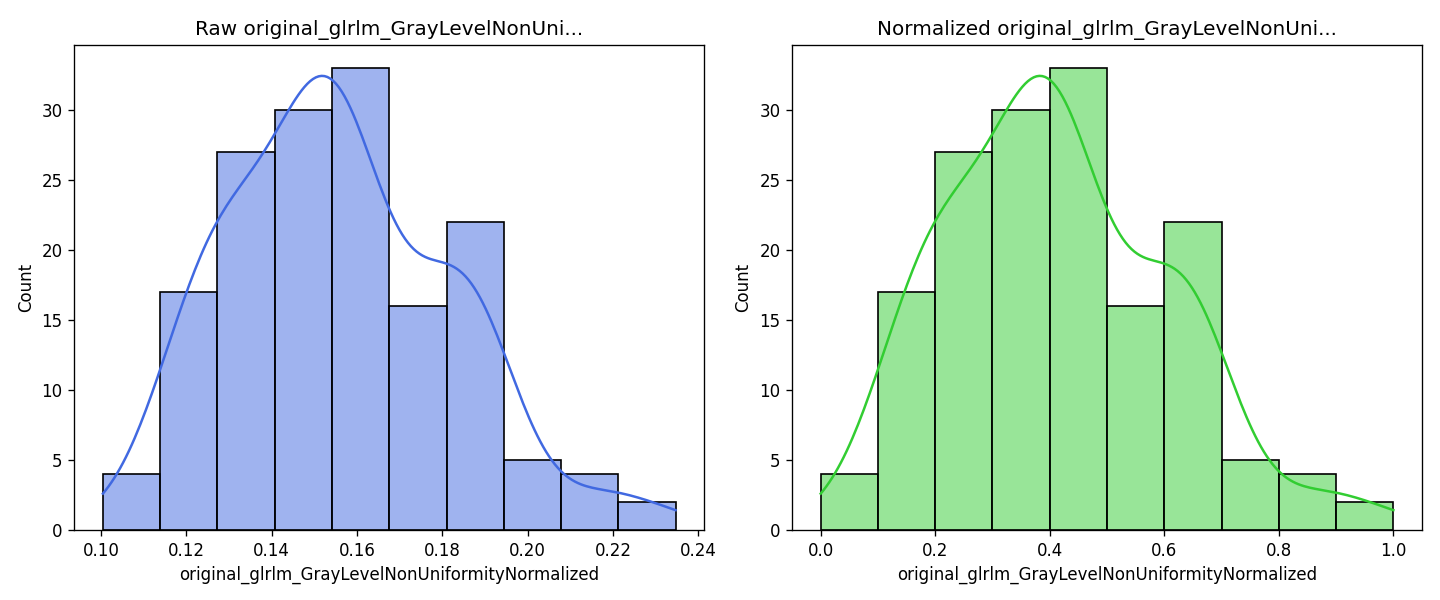 Raw original_glrlm_GrayLevelNonUni...
Normalized original_glrlm_GrayLevelNonUni...
Count
30
25
20
15
10
5
0
0.10 0.12 0.14 0.16 0.18 0.20 0.22 0.24
original_glrlm_GrayLevelNonUniformityNormalized
Count
30
25
20
15
10
5
0
0.0 0.2 0.4 0.6 0.8 1.0
original_glrlm_GrayLevelNonUniformityNormalized